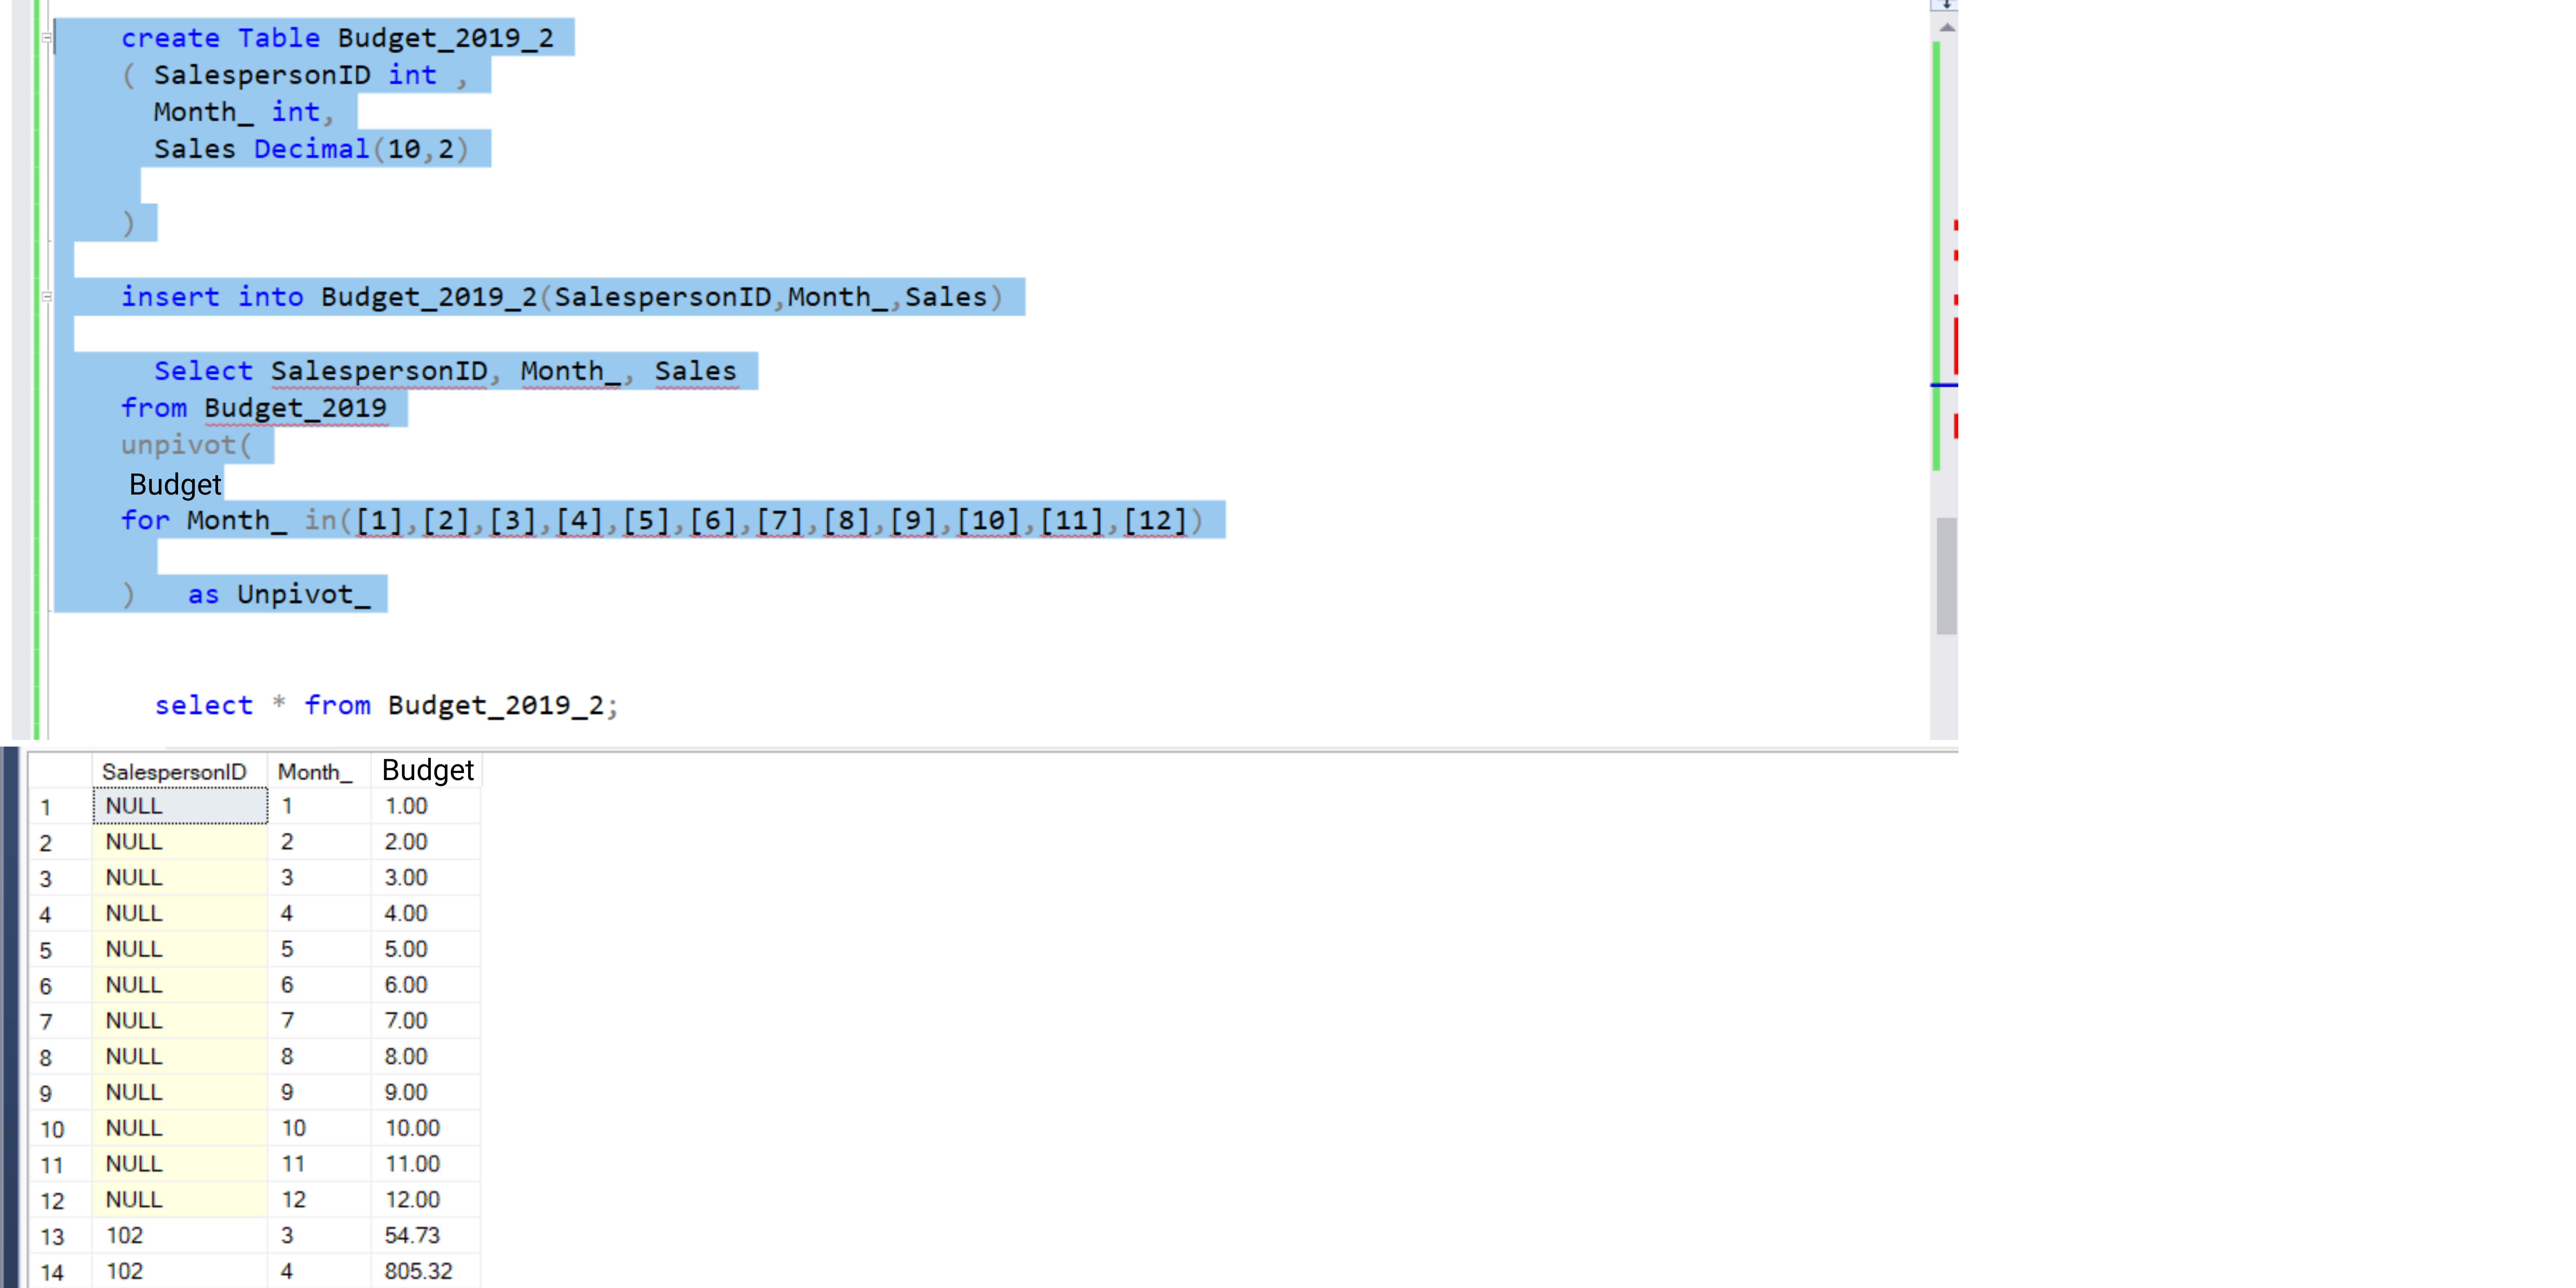 create Table Budget_2019_2
( SalespersonID int ,
Month_ int,
Sales Decimal(10,2)
)
insert into Budget_2019_2(SalespersonID,Month_,Sales)
Select SalespersonID, Month_, Sales
from Budget_2019
unpivot(
Budget
for Month_ in([1],[2],[3],[4],[5],[6],[7],[8],[9],[10],[11],[12])
) as Unpivot_
select * from Budget_2019_2;
SalespersonID Month_ Budget
1 NULL 1 1.00
2 NULL 2 2.00
3 NULL 3 3.00
4 NULL 4 4.00
5 NULL 5 5.00
6 NULL 6 6.00
7 NULL 7 7.00
8 NULL 8 8.00
9 NULL 9 9.00
10 NULL 10 10.00
11 NULL 11 11.00
12 NULL 12 12.00
13 102 3 54.73
14 102 4 805.32